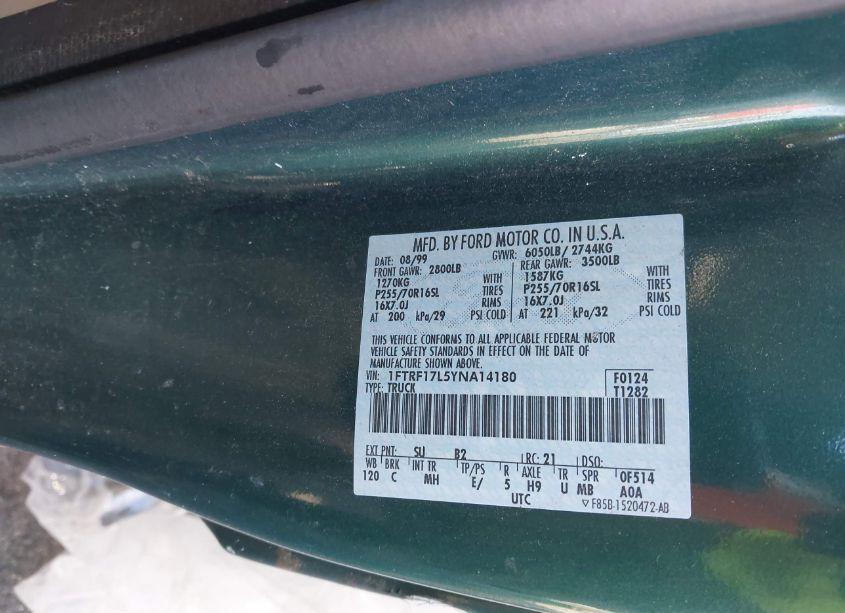 MFD. BY FORD MOTOR CO. IN U.S.A.
DATE: 08/99 GVWR: 6050LB/ 2744KG
FRONT GAWR: 2800LB REAR GAWR: 3500LB
1270KG WITH 1587KG WITH
P255/70R16SL TIRES P255/70R16SL TIRES
16X7.0J RIMS 16X7.0J RIMS
AT 200 kPa/29 PSI COLD AT 221 kPa/32 PSI COLD
THIS VEHICLE CONFORMS TO ALL APPLICABLE FEDERAL MOTOR
VEHICLE SAFETY STANDARDS IN EFFECT ON THE DATE OF
MANUFACTURE SHOWN ABOVE.
VIN: 1FTRF17L5YNA14180 F0124
TYPE: TRUCK T1282
EXT PNT: SU B2 RC: 21 DSO:
WB BRK INT TR TP/PS R AXLE TR SPR 0F514
120 C MH E/ 5 H9 U MB A0A
UTC F85B-1520472-AB